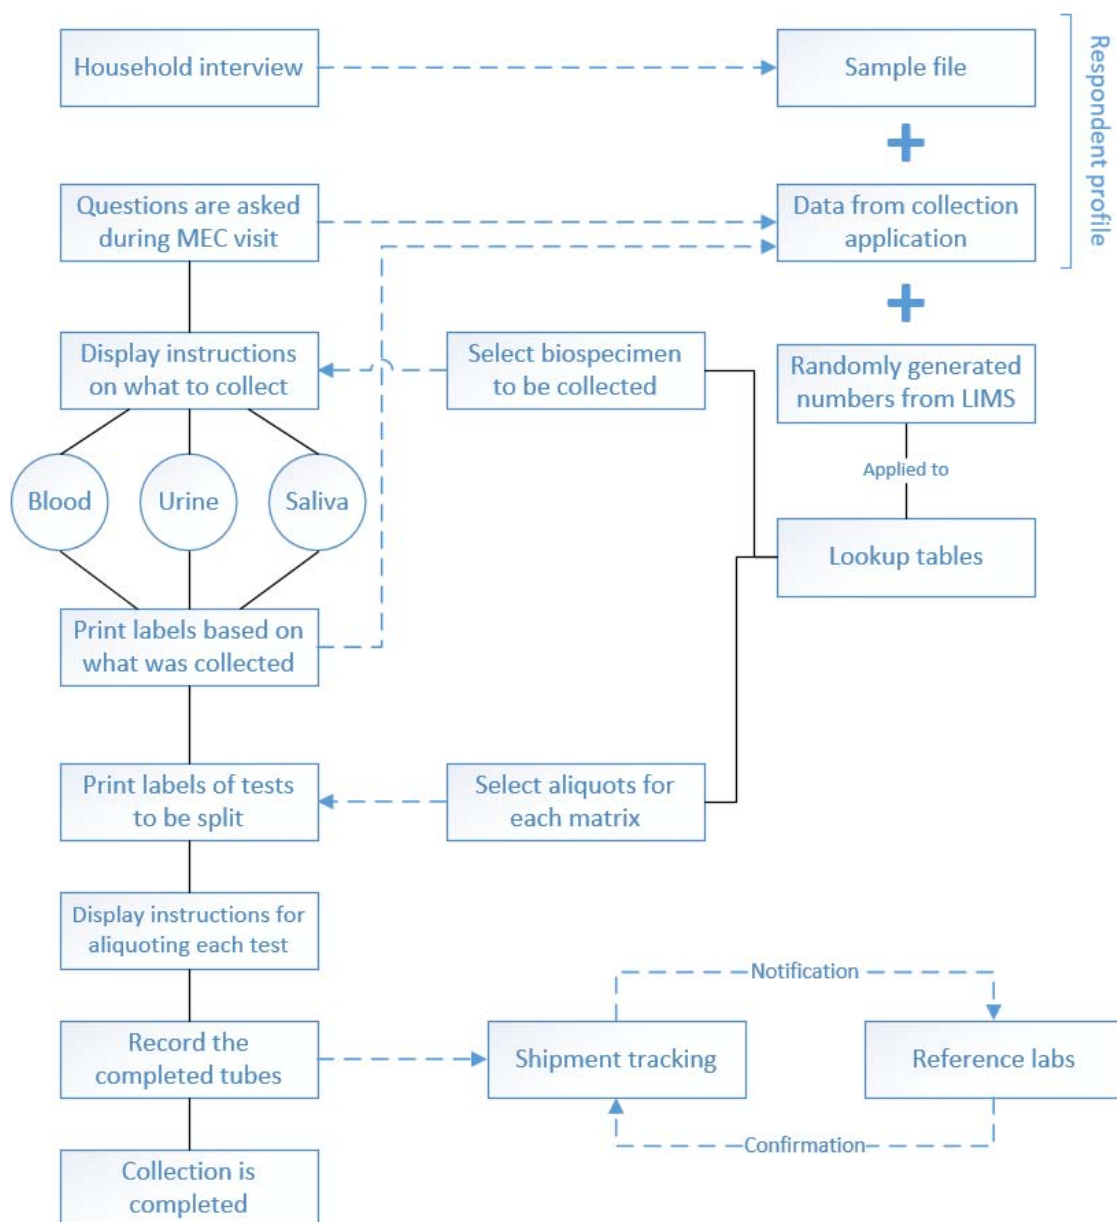 Household interview
Sample file
Respondent profile
Questions are asked
during MEC visit
Data from collection
application
Display instructions
on what to collect
Select biospecimen
to be collected
Randomly generated
numbers from LIMS
Applied to
Blood
Urine
Saliva
Lookup tables
Print labels based on
what was collected
Print labels of tests
to be split
Select aliquots for
each matrix
Display instructions for
aliquoting each test
Notification
Record the
completed tubes
Shipment tracking
Reference labs
Confirmation
Collection is
completed